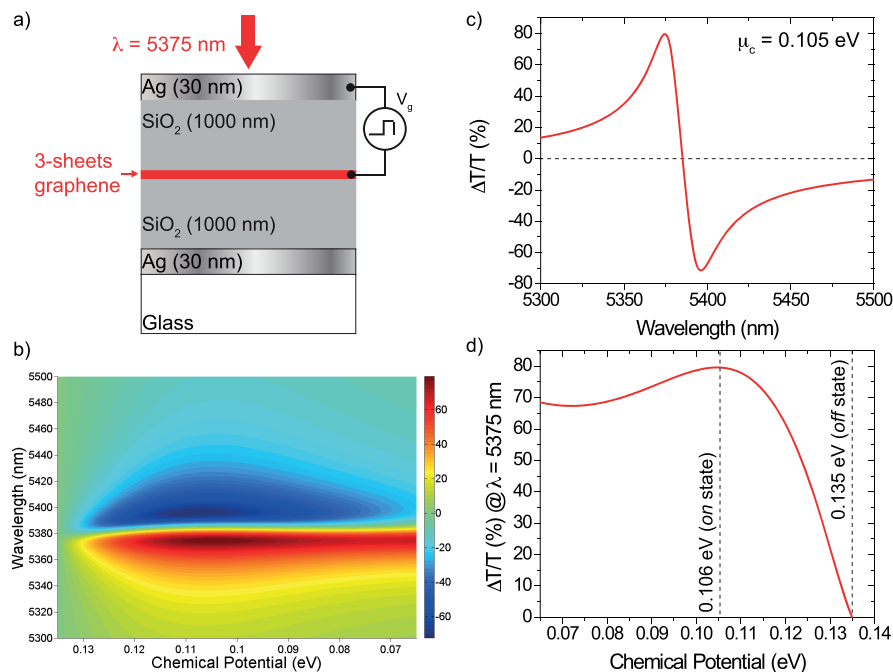 a)
λ = 5375 nm
Ag (30 nm)
SiO2 (1000 nm)
Vg
3-sheets
graphene
SiO2 (1000 nm)
Ag (30 nm)
Glass
b)
5500
5480
5460
5440
5420
5400
5380
5360
5340
5320
5300
Wavelength (nm)
0.13 0.12 0.11 0.1 0.09 0.08 0.07
Chemical Potential (eV)
60
40
20
0
-20
-40
-60
c)
μc = 0.105 eV
80
60
40
20
0
-20
-40
-60
-80
ΔT/T (%)
5300 5350 5400 5450 5500
Wavelength (nm)
d)
80
70
60
50
40
30
20
10
0
ΔT/T (%) @ λ = 5375 nm
0.106 eV (on state)
0.135 eV (off state)
0.07 0.08 0.09 0.10 0.11 0.12 0.13 0.14
Chemical Potential (eV)